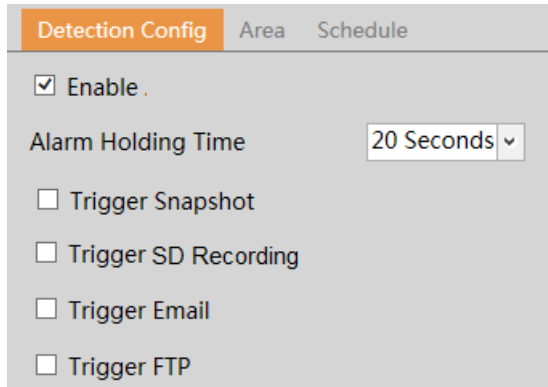 Detection Config Area Schedule
Enable .
Alarm Holding Time 20 Seconds
Trigger Snapshot
Trigger SD Recording
Trigger Email
Trigger FTP